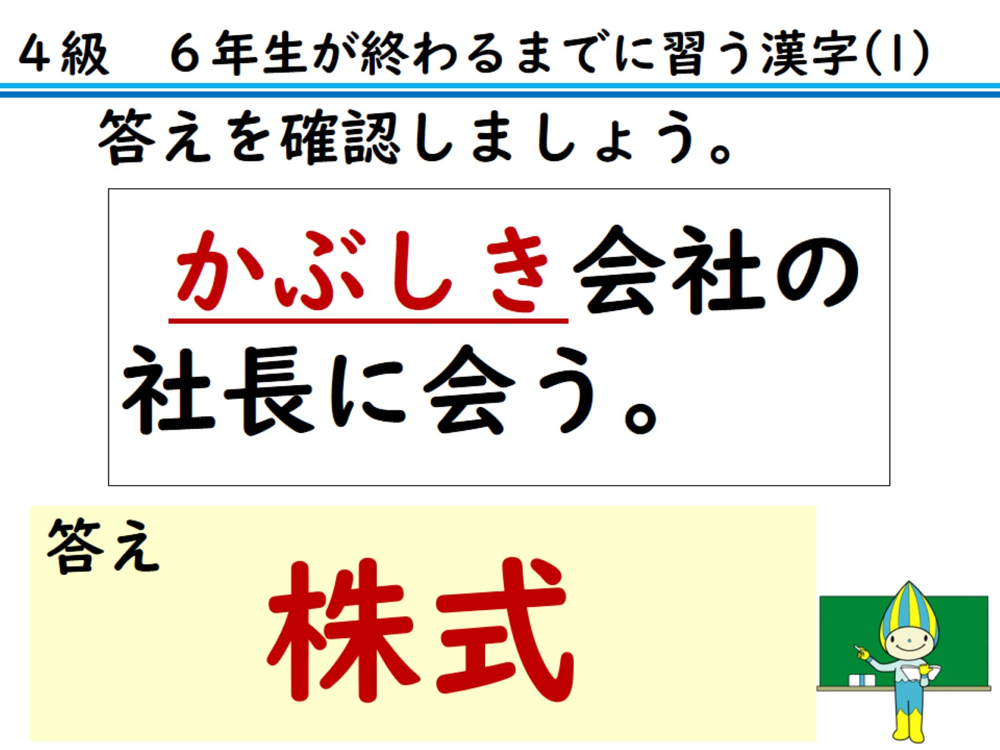 ４級　６年生が終わるまでに習う漢字(１)
答えを確認しましょう。
かぶしき会社の
社長に会う。
答え
株式